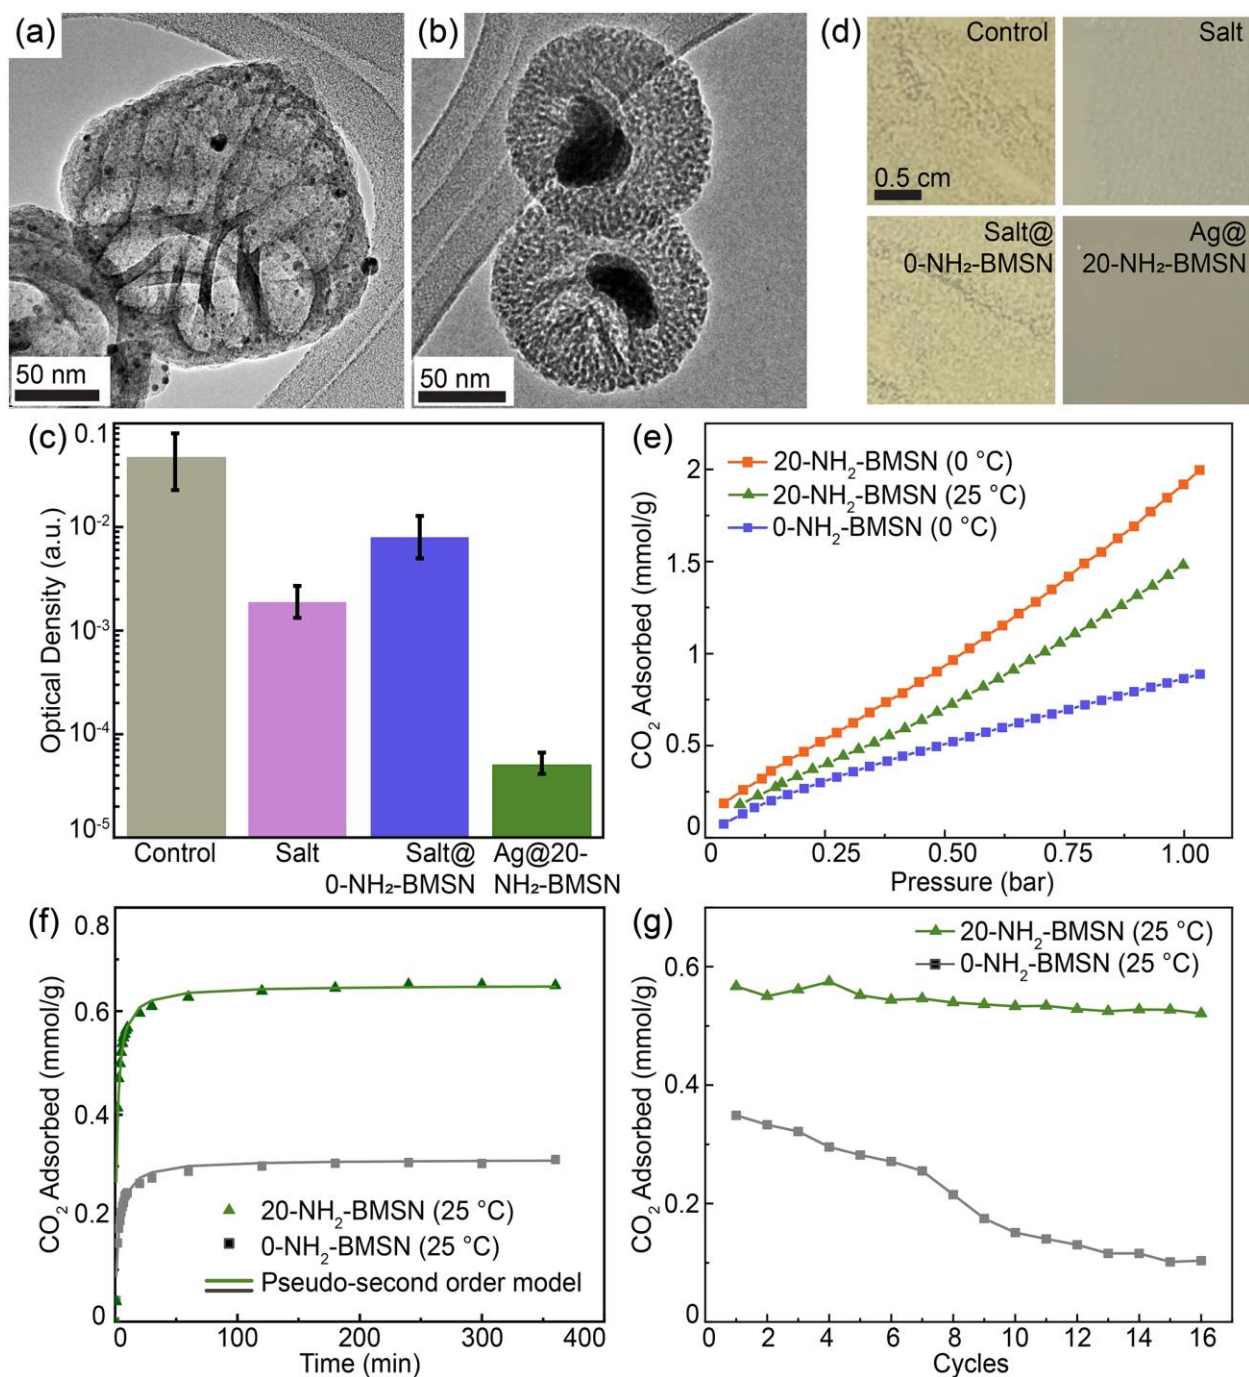 (a)
50 nm
(b)
50 nm
(d)
Control
Salt
0.5 cm
Salt@
0-NH₂-BMSN
Ag@
20-NH₂-BMSN
(c)
0.1
10⁻²
10⁻³
10⁻⁴
10⁻⁵
Optical Density (a.u.)
Control
Salt
Salt@
0-NH₂-BMSN
Ag@20-
NH₂-BMSN
(e)
20-NH₂-BMSN (0 °C)
20-NH₂-BMSN (25 °C)
0-NH₂-BMSN (0 °C)
2
1.5
1
0.5
0
CO₂ Adsorbed (mmol/g)
0
0.25
0.50
0.75
1.00
Pressure (bar)
(f)
0.8
0.6
0.4
0.2
0
CO₂ Adsorbed (mmol/g)
20-NH₂-BMSN (25 °C)
0-NH₂-BMSN (25 °C)
Pseudo-second order model
0
100
200
300
400
Time (min)
(g)
20-NH₂-BMSN (25 °C)
0-NH₂-BMSN (25 °C)
0.6
0.4
0.2
0
CO₂ Adsorbed (mmol/g)
0
2
4
6
8
10
12
14
16
Cycles